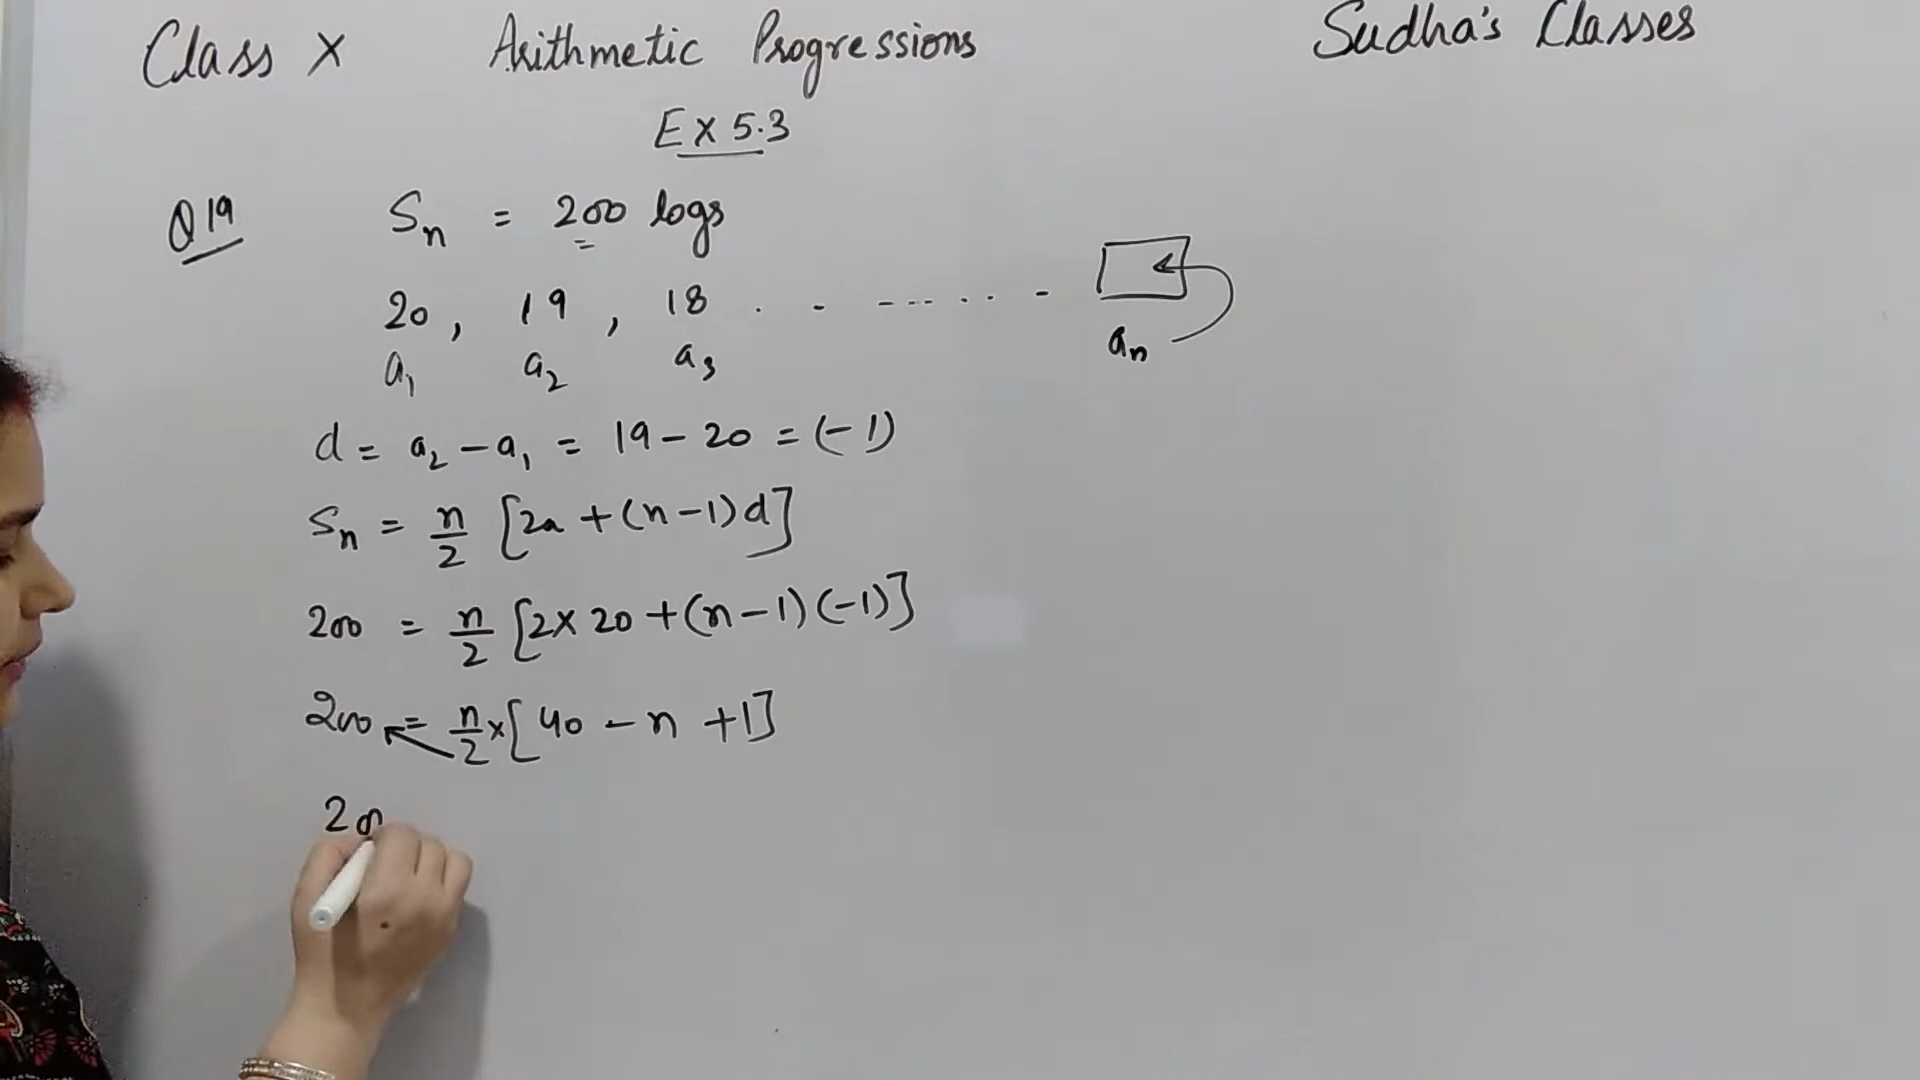 Class X Arithmetic Progressions Sudha's Classes
EX 5.3
Q19 Sn = 200 logs
20, 19, 18 . - ---... - 
a1 a2 a3 an
d = a2 - a1 = 19 - 20 = (-1)
Sn = n/2 [2a + (n-1)d]
200 = n/2 [2x20 + (n-1)(-1)]
200 = n/2 x [40 - n + 1]
20